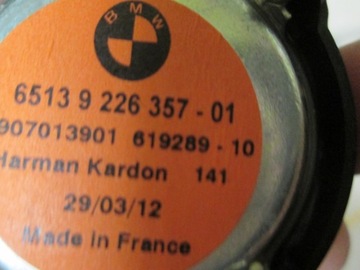 BMW
6513 9 226 357 - 01
907013901 619289 - 10
Harman Kardon 141
29/03/12
Made in France